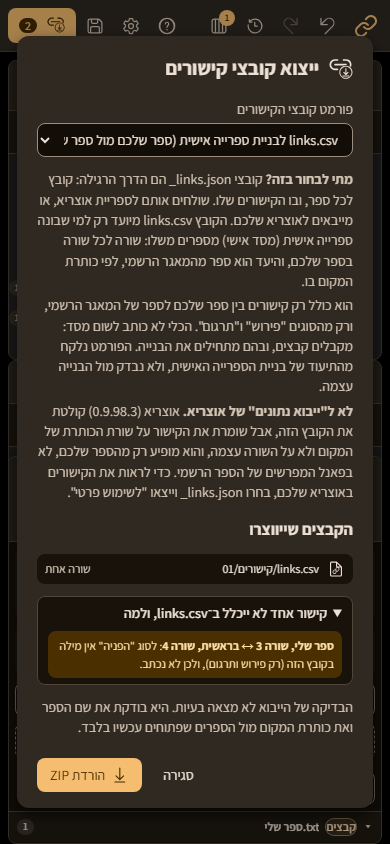 2
1
ייצוא קובצי קישורים
פורמט קובצי הקישורים
links.csv לבניית ספרייה אישית (ספר שלכם מול ספר
מתי לבחור בזה? קובצי ‎_links.json הם הדרך הרגילה: קובץ
לכל ספר, ובו הקישורים שלו. שולחים אותם לספריית אוצריא, או
מייבאים לאוצריא שלכם. הקובץ links.csv מיועד רק למי שבונה
ספרייה אישית (מסד אישי) מספרים משלו: שורה לכל שורה
בספר שלכם, והיעד הוא ספר מהמאגר הרשמי, לפי כותרת
המקום בו.
הוא כולל רק קישורים בין ספר שלכם לספר של המאגר הרשמי,
ורק מהסוגים "פירוש" ו"תרגום". הכלי לא כותב לשום מסד:
מקבלים קבצים, ובהם מתחילים את הבנייה. הפורמט נלקח
מהתיעוד של בניית הספרייה האישית, ולא נבדק מול הבנייה
עצמה.
לא ל"ייבוא נתונים" של אוצריא. אוצריא (0.9.98.3) קולטת
את הקובץ הזה, אבל שומרת את הקישור על שורת הכותרת של
המקום ולא על השורה עצמה, והוא מופיע רק מהספר שלכם, לא
בפאנל המפרשים של הספר הרשמי. כדי לראות את הקישורים
באוצריא שלכם, בחרו ‎_links.json וייצאו "לשימוש פרטי".
הקבצים שייווצרו
links.csv/קישורים/01
שורה אחת
▼ קישור אחד לא ייכלל ב־links.csv, ולמה
ספר שלי, שורה 3 ↔ בראשית, שורה 4: לסוג "הפניה" אין מילה
בקובץ הזה (רק פירוש ותרגום), ולכן לא נכתב.
הבדיקה של הייבוא לא מצאה בעיות. היא בודקת את שם הספר
ואת כותרת המקום מול הספרים שפתוחים עכשיו בלבד.
סגירה
הורדת ZIP
קבצים
ספר שלי.txt
1